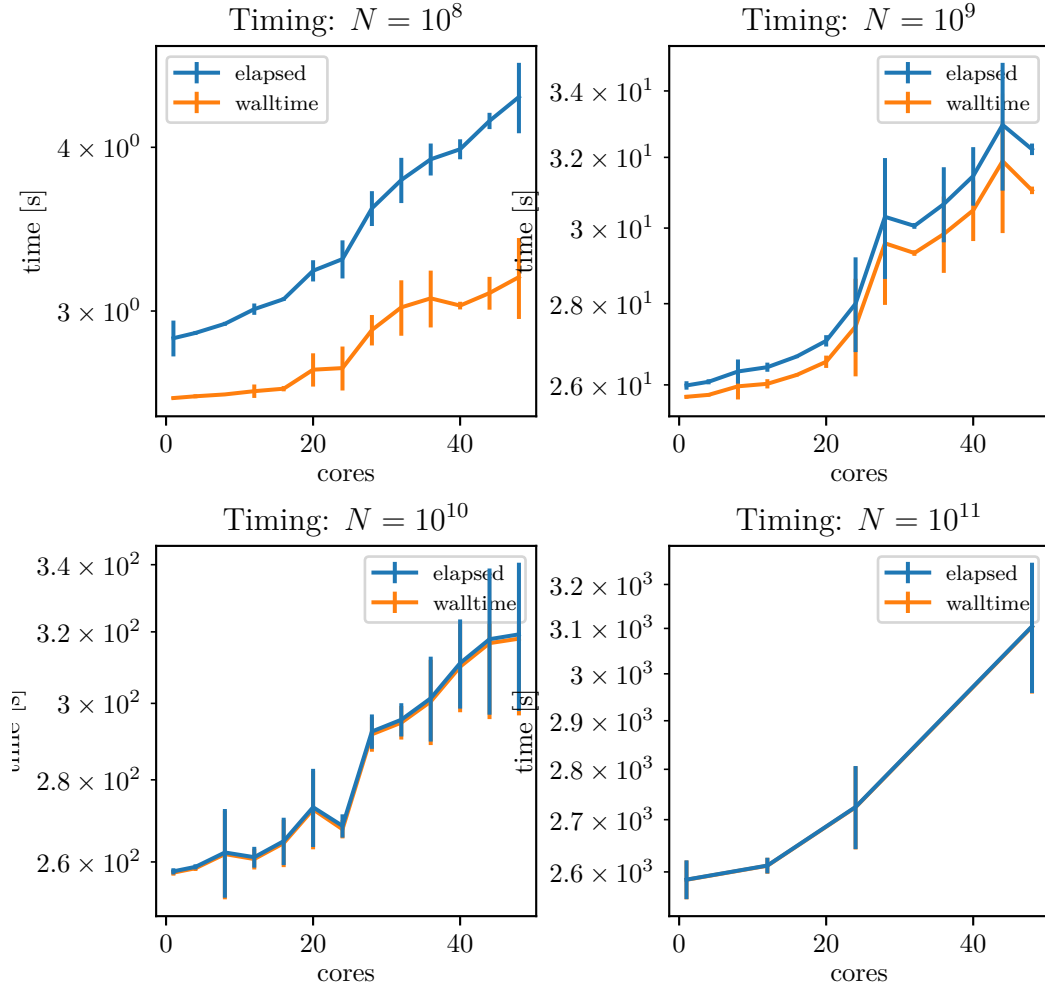 Timing: N = 10^8
elapsed
walltime
4 × 10^0
3 × 10^0
time [s]
0
20
40
cores
Timing: N = 10^9
elapsed
walltime
3.4 × 10^1
3.2 × 10^1
3 × 10^1
2.8 × 10^1
2.6 × 10^1
time [s]
0
20
40
cores
Timing: N = 10^10
elapsed
walltime
3.4 × 10^2
3.2 × 10^2
3 × 10^2
2.8 × 10^2
2.6 × 10^2
time [s]
0
20
40
cores
Timing: N = 10^11
elapsed
walltime
3.2 × 10^3
3.1 × 10^3
3 × 10^3
2.9 × 10^3
2.8 × 10^3
2.7 × 10^3
2.6 × 10^3
time [s]
0
20
40
cores